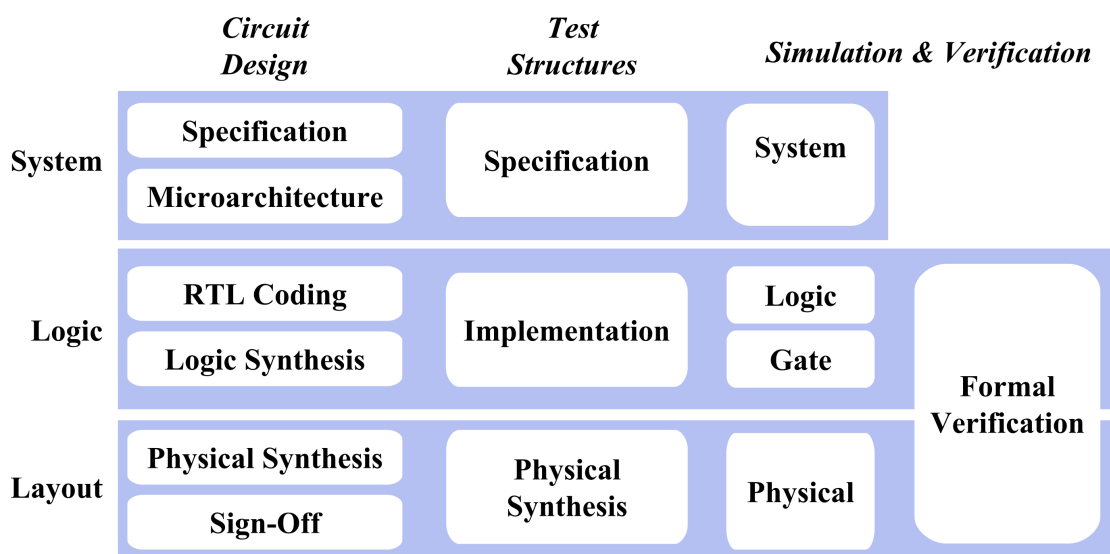 Circuit
Design
Test
Structures
Simulation & Verification
System
Specification
Microarchitecture
Specification
System
Logic
RTL Coding
Logic Synthesis
Implementation
Logic
Gate
Formal
Verification
Layout
Physical Synthesis
Sign-Off
Physical
Synthesis
Physical